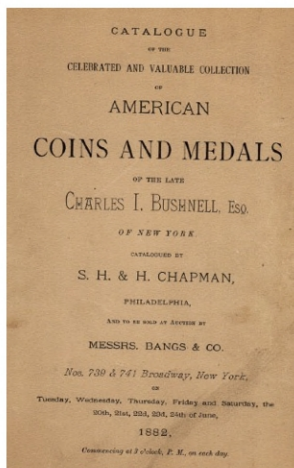 CATALOGUE
OF THE
CELEBRATED AND VALUABLE COLLECTION
OF
AMERICAN
COINS AND MEDALS
OF THE LATE
CHARLES I. BUSHNELL, ESQ.
OF NEW YORK.
CATALOGUED BY
S. H. & H. CHAPMAN,
PHILADELPHIA,
AND TO BE SOLD AT AUCTION BY
MESSRS. BANGS & CO.
Nos. 739 & 741 Broadway, New York,
ON
Tuesday, Wednesday, Thursday, Friday and Saturday, the
20th, 21st, 22d, 23d, 24th of June,
1882,
Commencing at 3 o'clock, P. M., on each day.